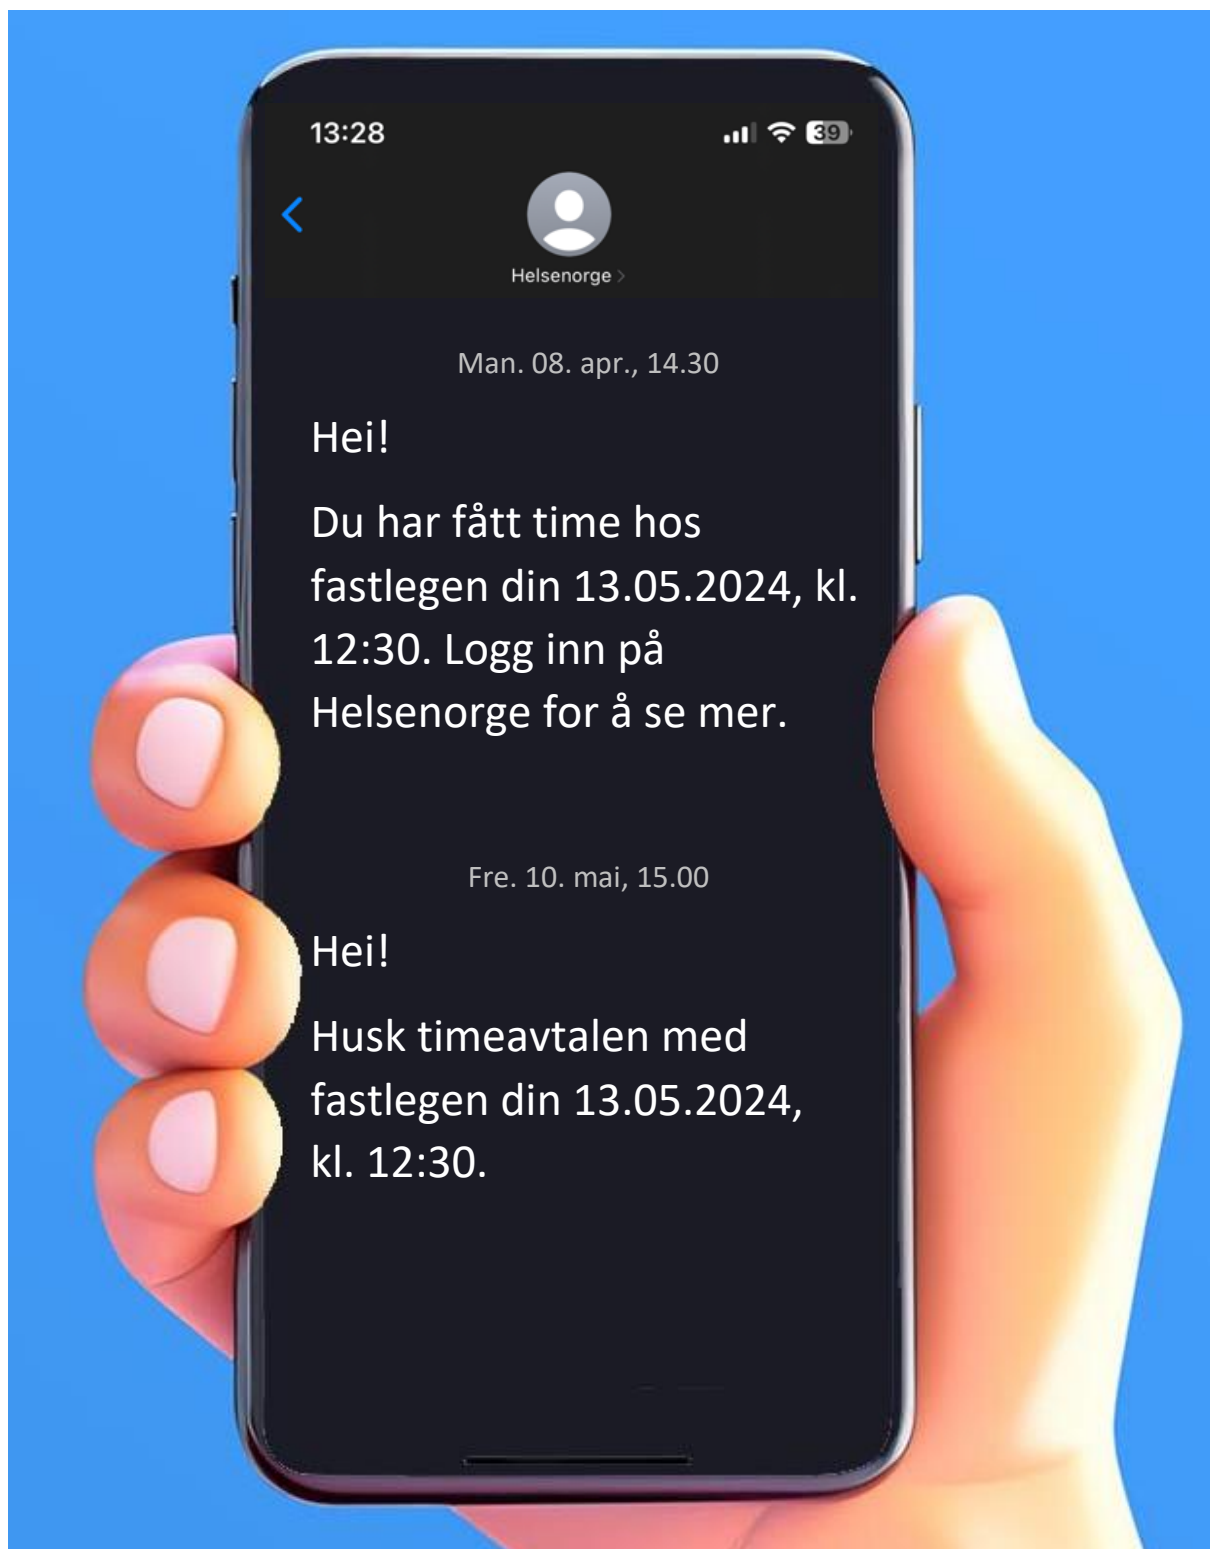 13:28
39
Helsenorge >
Man. 08. apr., 14.30
Hei!
Du har fått time hos
fastlegen din 13.05.2024, kl.
12:30. Logg inn på
Helsenorge for å se mer.
Fre. 10. mai, 15.00
Hei!
Husk timeavtalen med
fastlegen din 13.05.2024,
kl. 12:30.